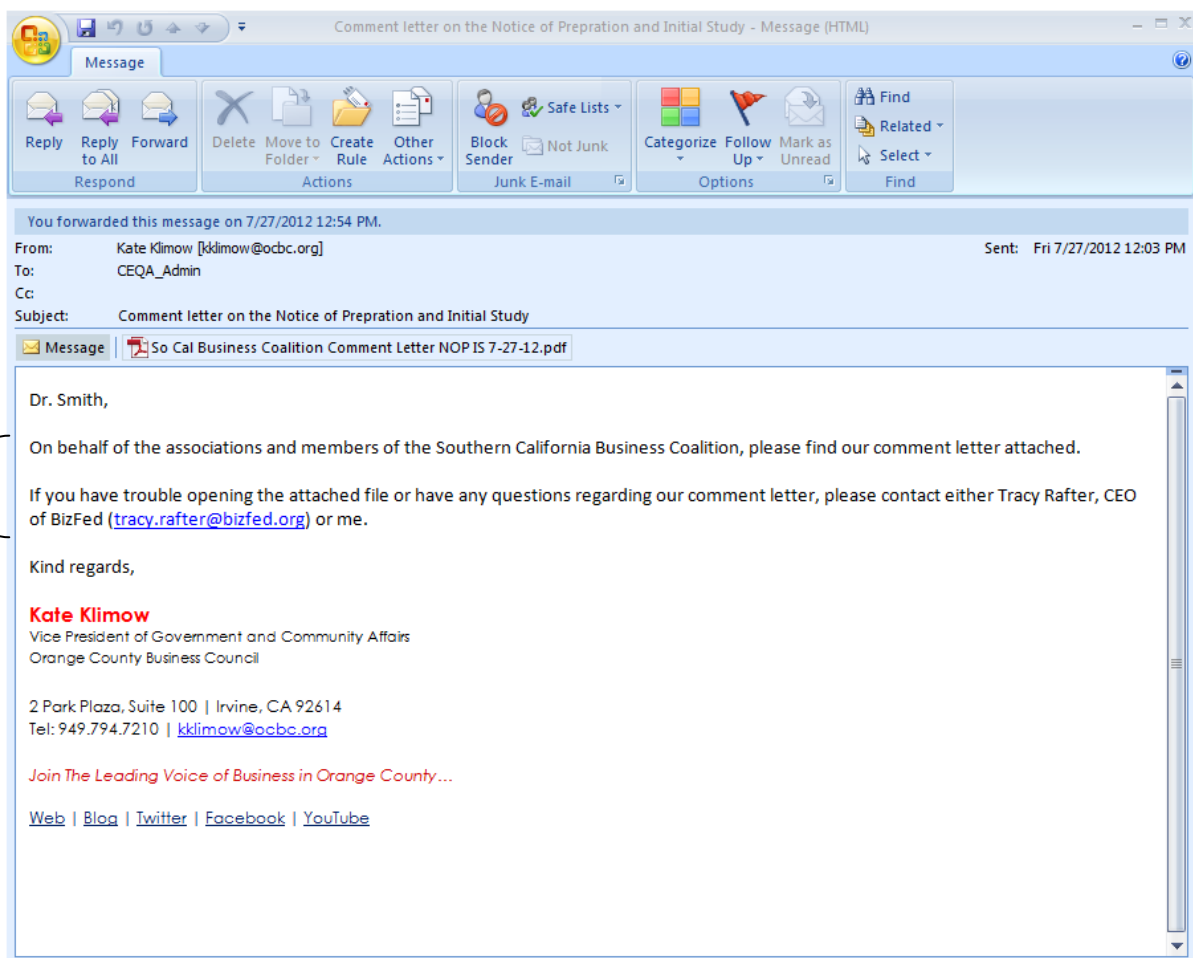 Comment letter on the Notice of Prepration and Initial Study - Message (HTML)
Message
Reply Reply to All Forward
Respond
Delete Move to Folder Create Rule Other Actions
Actions
Block Sender Safe Lists Not Junk
Junk E-mail
Categorize Follow Up Mark as Unread
Options
Find Related Select
Find
You forwarded this message on 7/27/2012 12:54 PM.
From: Kate Klimow [kklimow@ocbc.org] Sent: Fri 7/27/2012 12:03 PM
To: CEQA_Admin
Cc:
Subject: Comment letter on the Notice of Prepration and Initial Study
Message So Cal Business Coalition Comment Letter NOP IS 7-27-12.pdf
Dr. Smith,
On behalf of the associations and members of the Southern California Business Coalition, please find our comment letter attached.
If you have trouble opening the attached file or have any questions regarding our comment letter, please contact either Tracy Rafter, CEO
of BizFed (tracy.rafter@bizfed.org) or me.
Kind regards,
Kate Klimow
Vice President of Government and Community Affairs
Orange County Business Council
2 Park Plaza, Suite 100 | Irvine, CA 92614
Tel: 949.794.7210 | kklimow@ocbc.org
Join The Leading Voice of Business in Orange County…
Web | Blog | Twitter | Facebook | YouTube